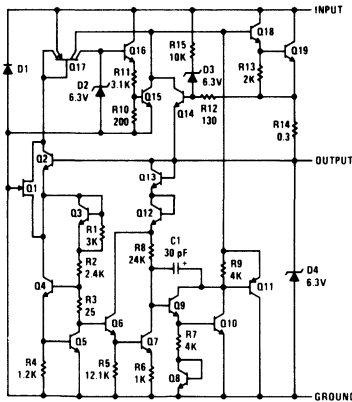 INPUT
Q18
Q19
Q16
Q17
R15
10K
D1
D2
6.3V
R11
3.1K
D3
6.3V
R13
2K
Q15
R10
200
Q14
R12
130
R14
0.3
Q2
OUTPUT
Q13
Q1
Q12
Q3
R1
3K
C1
30 pF
+
R8
24K
R9
4K
D4
6.3V
R2
2.4K
Q4
Q11
R3
25
Q9
Q6
Q10
Q5
Q7
R7
4K
R4
1.2K
R5
12.1K
R6
1K
Q8
GROUND